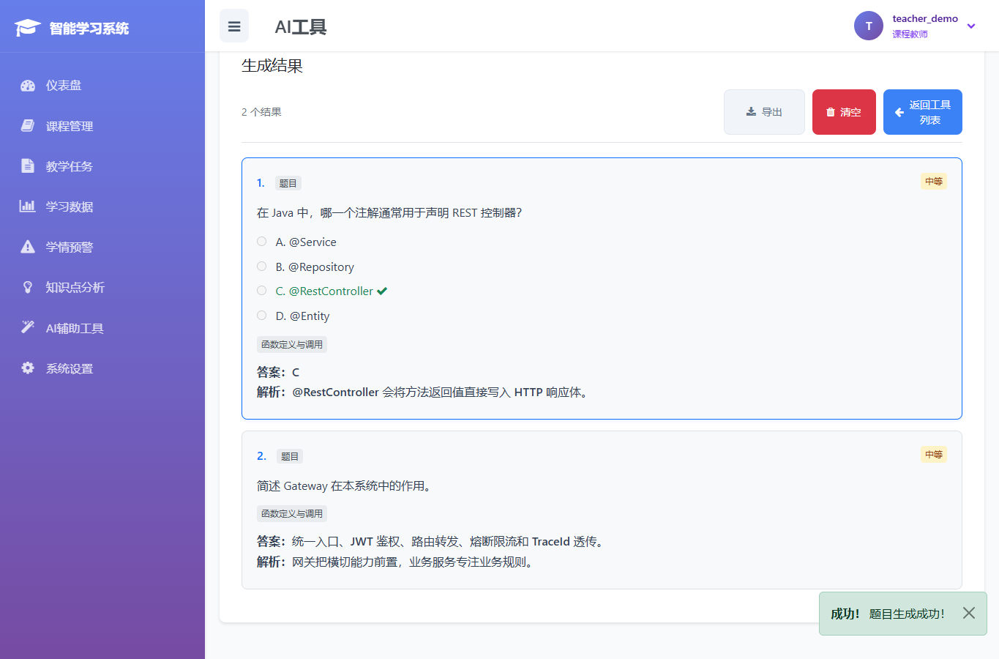 智能学习系统
AI工具
T
teacher_demo
课程教师
仪表盘
课程管理
教学任务
学习数据
学情预警
知识点分析
AI辅助工具
系统设置
生成结果
2 个结果
导出
清空
返回工具
列表
1. 题目 中等
在 Java 中，哪一个注解通常用于声明 REST 控制器？
A. @Service
B. @Repository
C. @RestController
D. @Entity
函数定义与调用
答案：C
解析：@RestController 会将方法返回值直接写入 HTTP 响应体。
2. 题目 中等
简述 Gateway 在本系统中的作用。
函数定义与调用
答案：统一入口、JWT 鉴权、路由转发、熔断限流和 TraceId 透传。
解析：网关把横切能力前置，业务服务专注业务规则。
成功！ 题目生成成功！